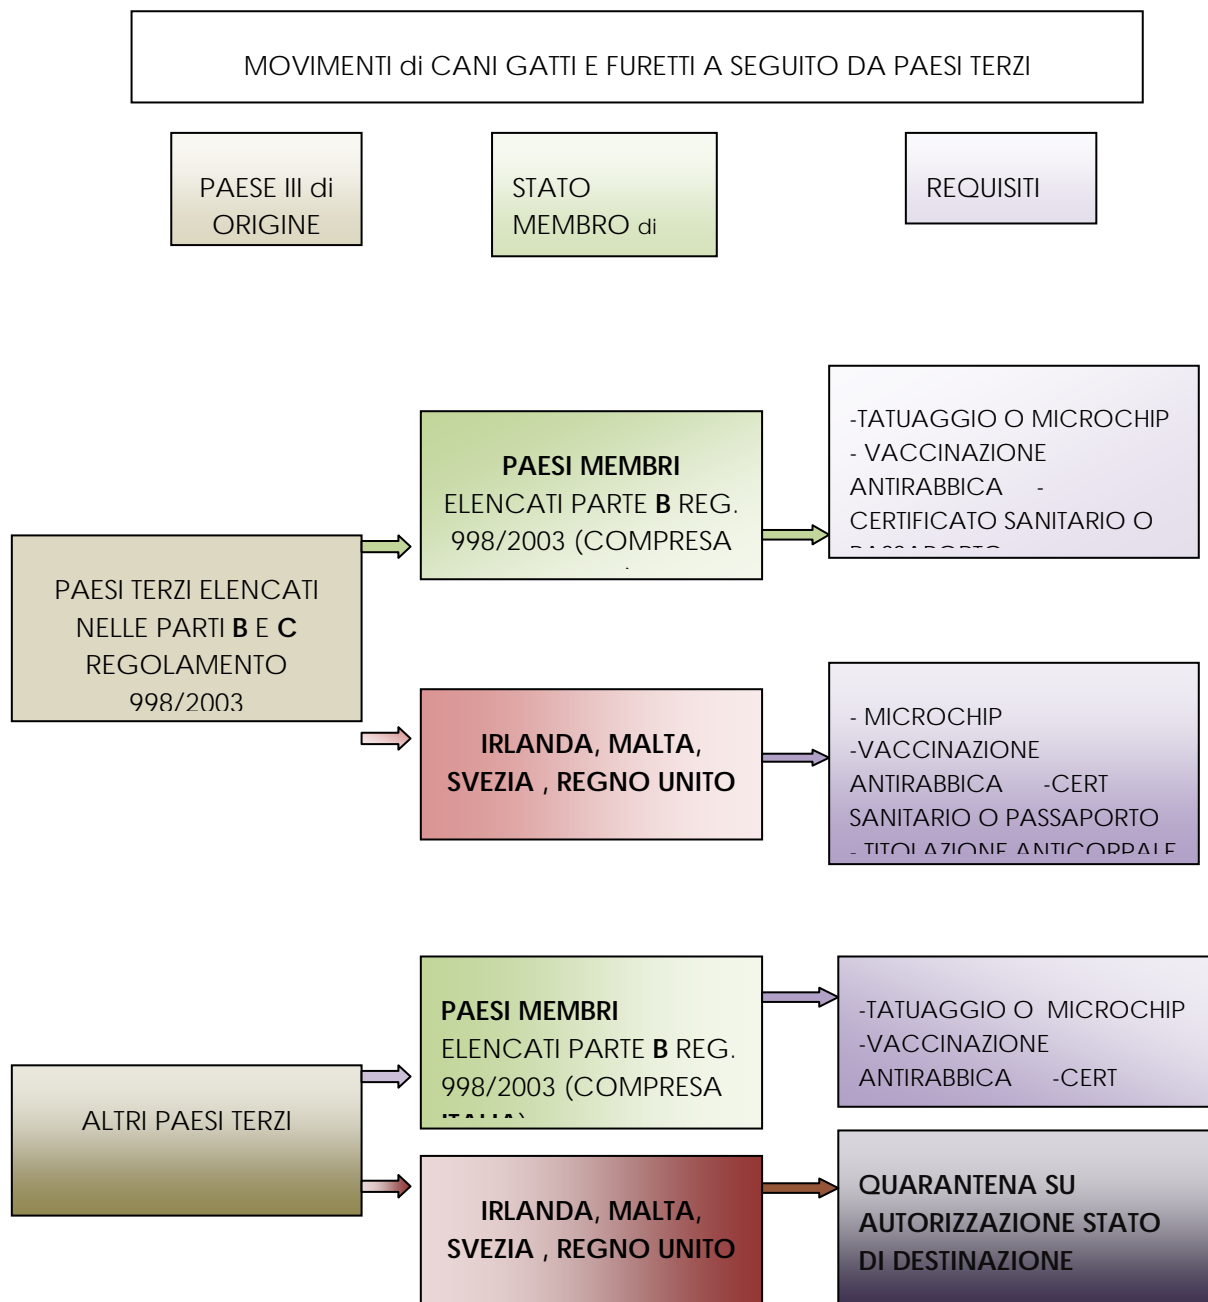 MOVIMENTI di CANI GATTI E FURETTI A SEGUITO DA PAESI TERZI
PAESE III di
ORIGINE
STATO
MEMBRO di
REQUISITI
PAESI TERZI ELENCATI
NELLE PARTI B E C
REGOLAMENTO
998/2003
PAESI MEMBRI
ELENCATI PARTE B REG.
998/2003 (COMPRESA
-TATUAGGIO O MICROCHIP
- VACCINAZIONE
ANTIRABBICA -
CERTIFICATO SANITARIO O
PASSAPORTO
IRLANDA, MALTA,
SVEZIA , REGNO UNITO
- MICROCHIP
-VACCINAZIONE
ANTIRABBICA -CERT
SANITARIO O PASSAPORTO
- TITOLAZIONE ANTICORPALE
ALTRI PAESI TERZI
PAESI MEMBRI
ELENCATI PARTE B REG.
998/2003 (COMPRESA
ITALIA)
-TATUAGGIO O MICROCHIP
-VACCINAZIONE
ANTIRABBICA -CERT
IRLANDA, MALTA,
SVEZIA , REGNO UNITO
QUARANTENA SU
AUTORIZZAZIONE STATO
DI DESTINAZIONE